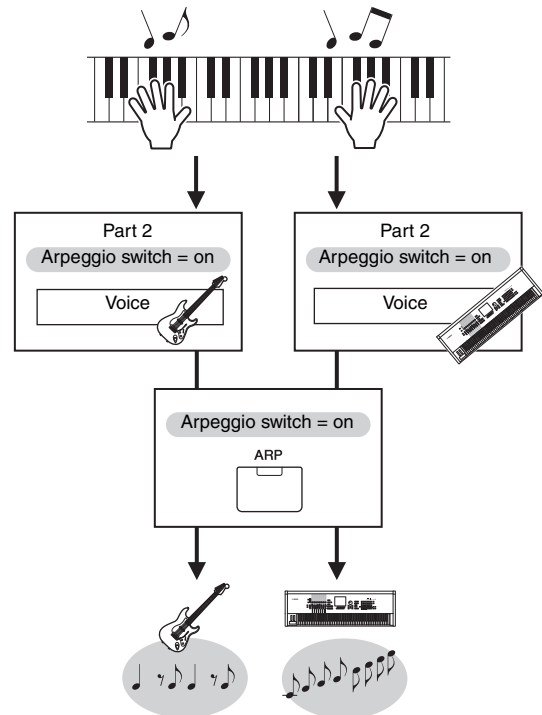 Part 2
Arpeggio switch = on
Voice
Part 2
Arpeggio switch = on
Voice
Arpeggio switch = on
ARP